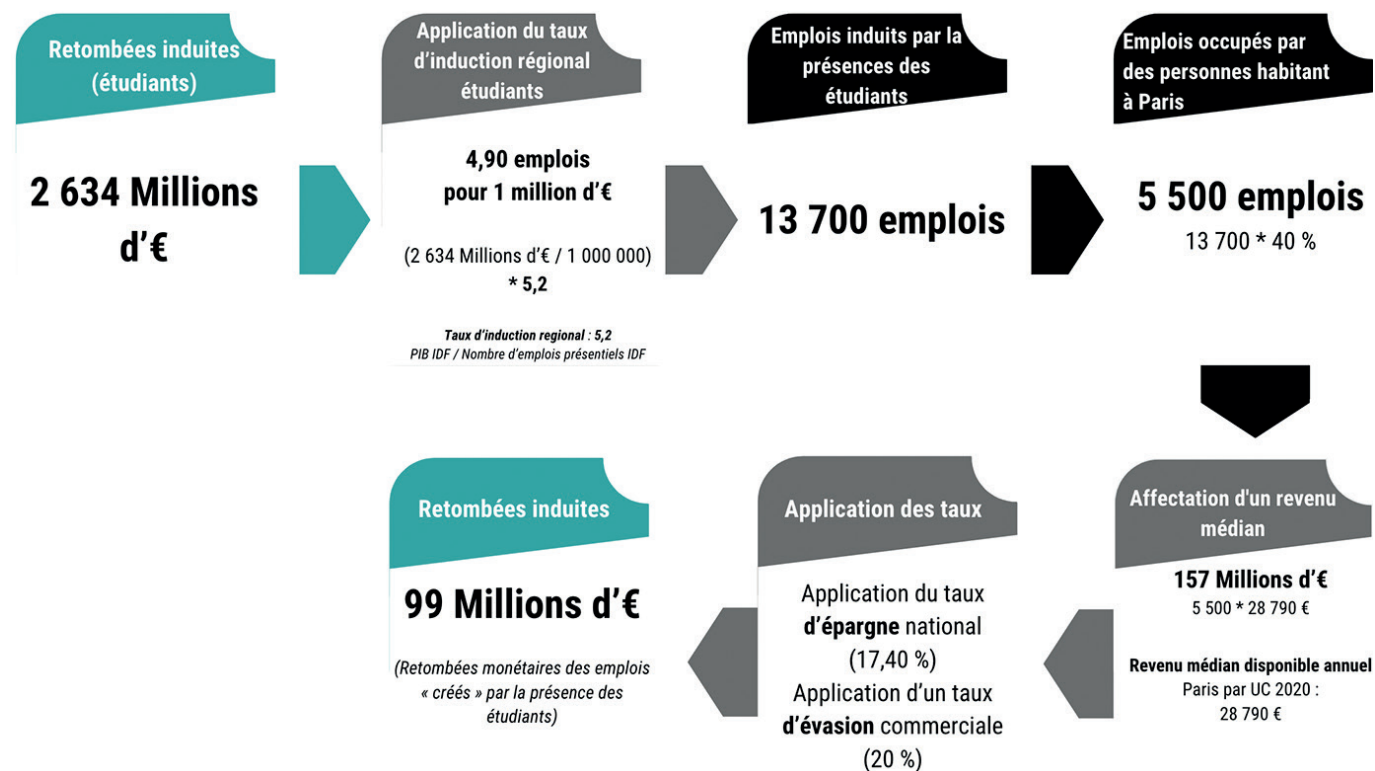 Retombées induites
(étudiants)
2 634 Millions
d’€
Application du taux
d’induction régional
étudiants
4,90 emplois
pour 1 million d’€
(2 634 Millions d’€ / 1 000 000)
* 5,2
Taux d’induction regional : 5,2
PIB IDF / Nombre d’emplois présentiels IDF
Emplois induits par la
présences des
étudiants
13 700 emplois
Emplois occupés par
des personnes habitant
à Paris
5 500 emplois
13 700 * 40 %
Affectation d'un revenu
médian
157 Millions d’€
5 500 * 28 790 €
Revenu médian disponible annuel
Paris par UC 2020 :
28 790 €
Application des taux
Application du taux
d’épargne national
(17,40 %)
Application d’un taux
d’évasion commerciale
(20 %)
Retombées induites
99 Millions d’€
(Retombées monétaires des emplois
« créés » par la présence des
étudiants)